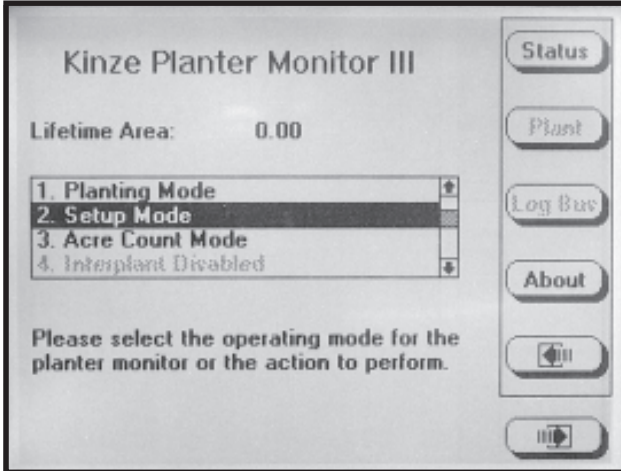 Kinze Planter Monitor III
Lifetime Area: 0.00
1. Planting Mode
2. Setup Mode
3. Acre Count Mode
4. Interplant Disabled
Please select the operating mode for the
planter monitor or the action to perform.
Status
Plant
Log Bus
About